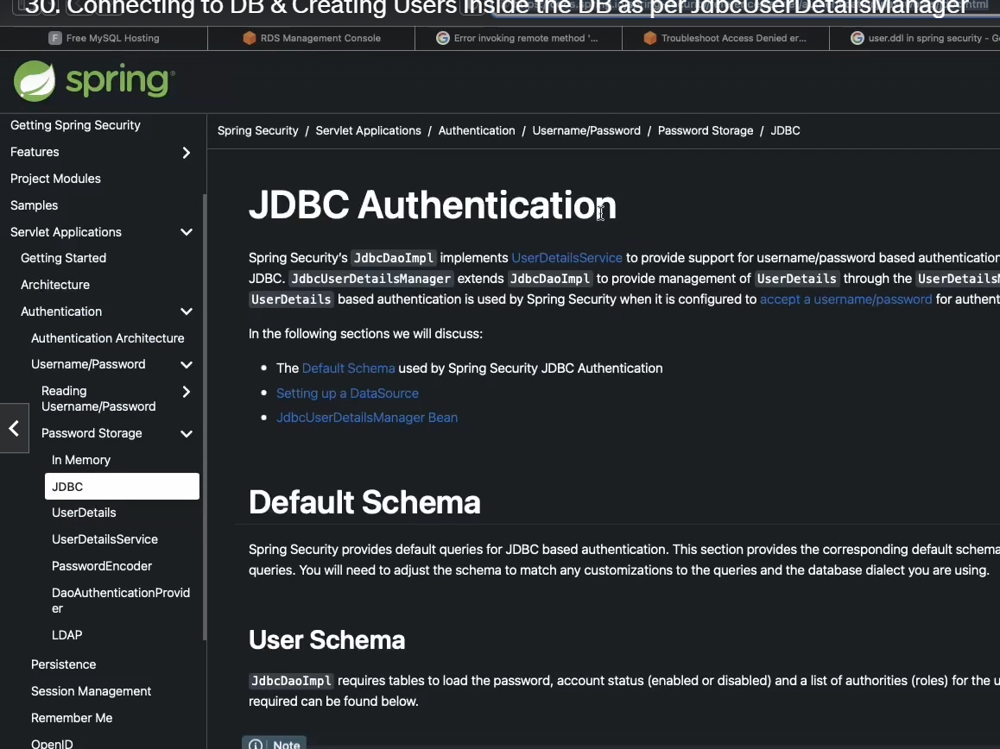 30. Connecting to DB & Creating Users Inside the DB as per JdbcUserDetailsManager
Free MySQL Hosting
RDS Management Console
Error invoking remote method '...
Troubleshoot Access Denied er...
user.ddl in spring security - G
spring
Getting Spring Security
Features
Project Modules
Samples
Servlet Applications
Getting Started
Architecture
Authentication
Authentication Architecture
Username/Password
Reading
Username/Password
Password Storage
In Memory
JDBC
UserDetails
UserDetailsService
PasswordEncoder
DaoAuthenticationProvid
er
LDAP
Persistence
Session Management
Remember Me
OpenID
Spring Security / Servlet Applications / Authentication / Username/Password / Password Storage / JDBC
JDBC Authentication
Spring Security's JdbcDaoImpl implements UserDetailsService to provide support for username/password based authentication
JDBC. JdbcUserDetailsManager extends JdbcDaoImpl to provide management of UserDetails through the UserDetailsM
UserDetails based authentication is used by Spring Security when it is configured to accept a username/password for authent
In the following sections we will discuss:
The Default Schema used by Spring Security JDBC Authentication
Setting up a DataSource
JdbcUserDetailsManager Bean
Default Schema
Spring Security provides default queries for JDBC based authentication. This section provides the corresponding default schema
queries. You will need to adjust the schema to match any customizations to the queries and the database dialect you are using.
User Schema
JdbcDaoImpl requires tables to load the password, account status (enabled or disabled) and a list of authorities (roles) for the u
required can be found below.
Note